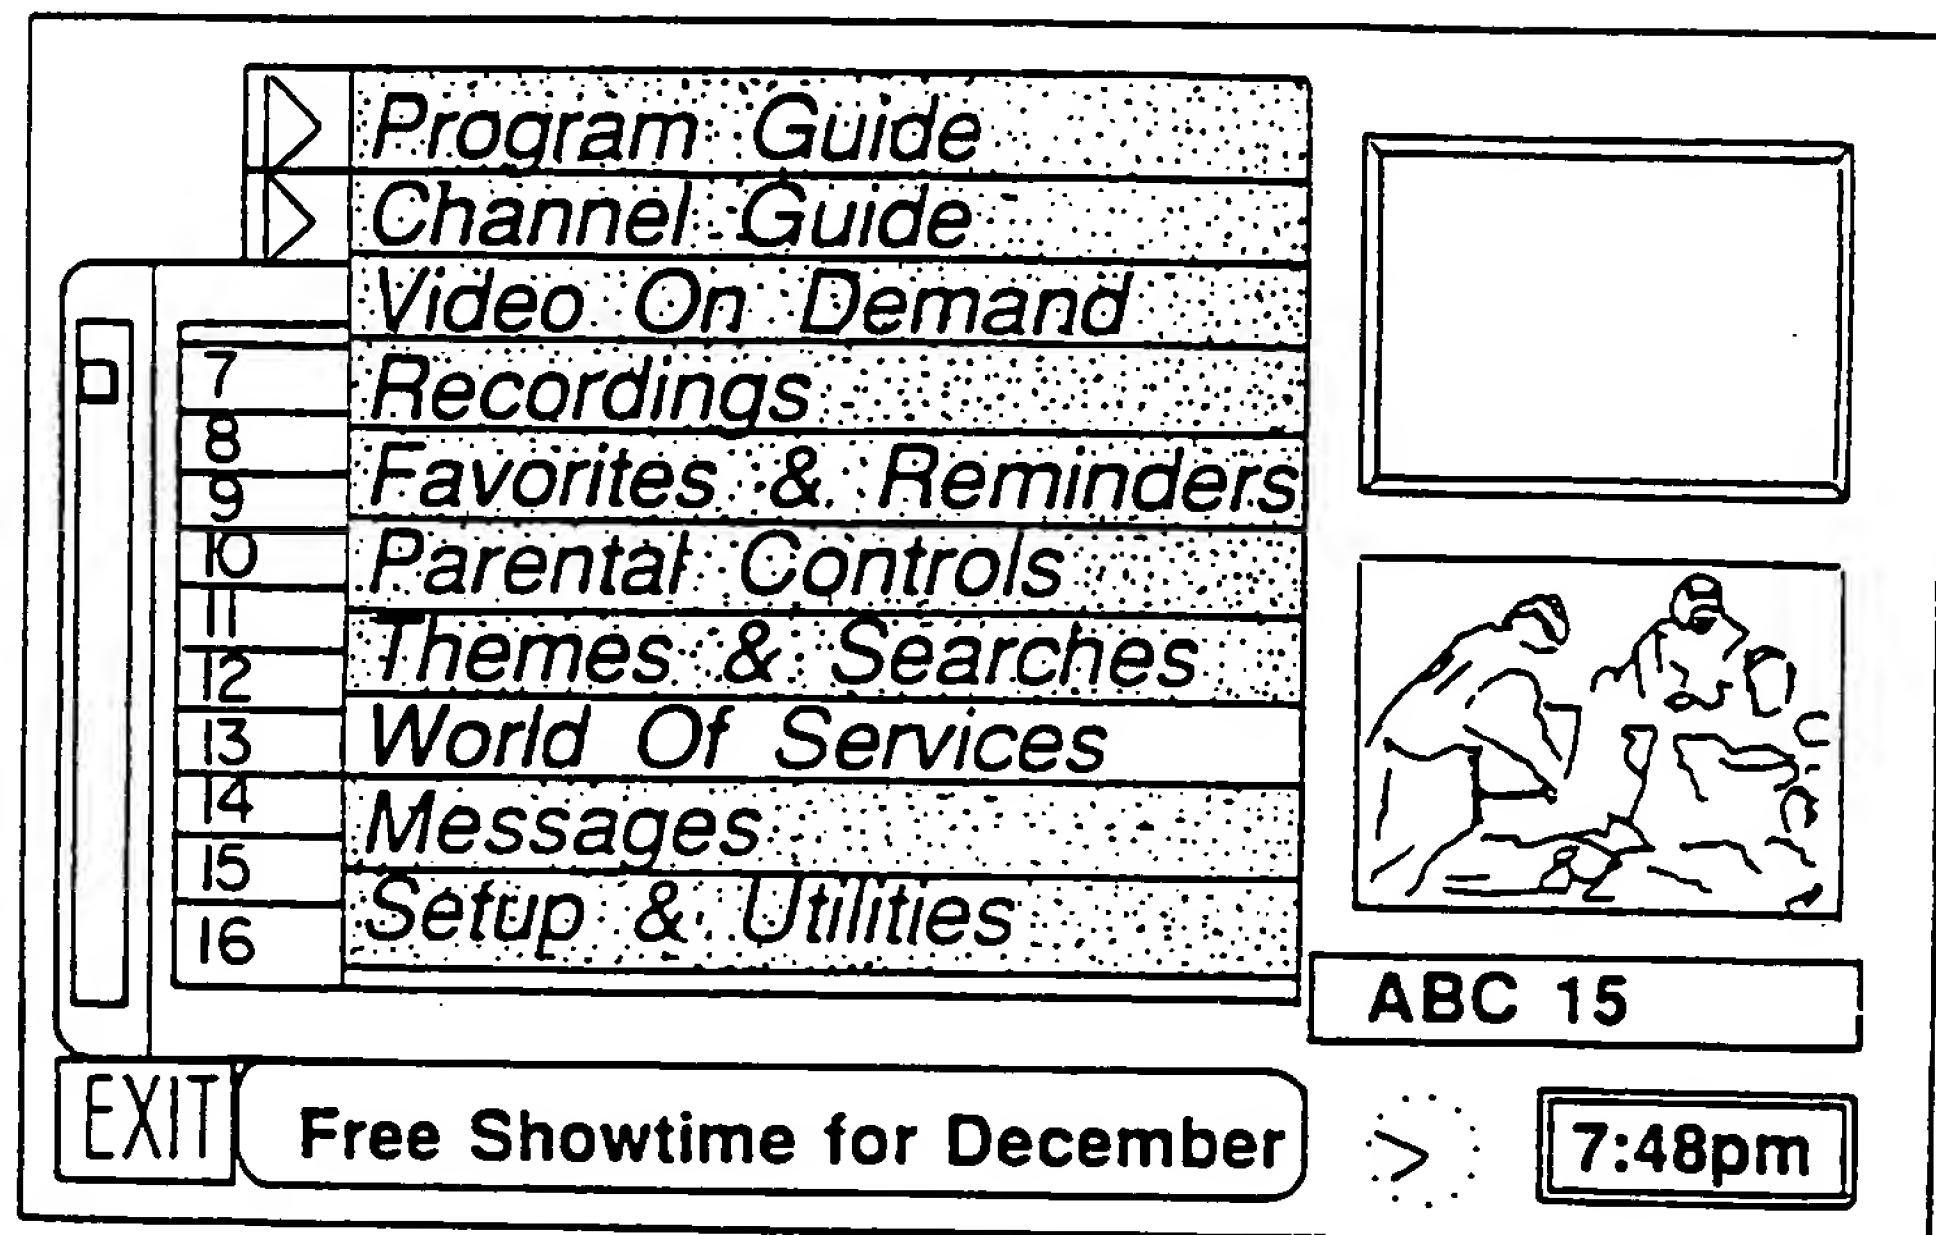 Program Guide
Channel Guide
Video On Demand
7 Recordings
8 Favorites & Reminders
9
10 Parental Controls
11 Themes & Searches
12
13 World Of Services
14 Messages
15 Setup & Utilities
16
ABC 15
EXIT Free Showtime for December 7:48pm